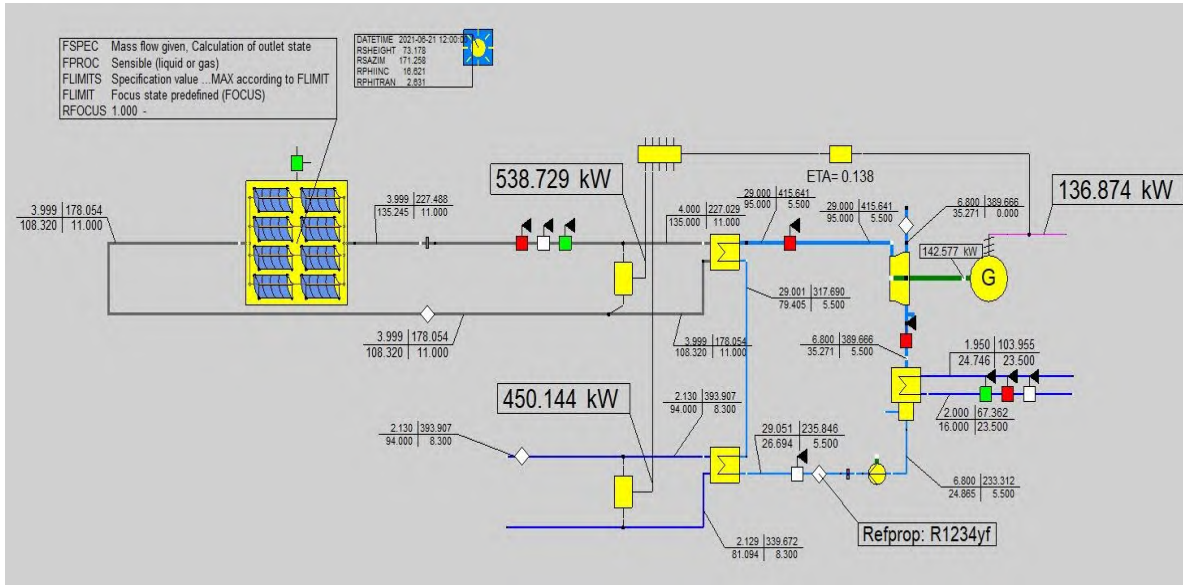 FSPEC Mass flow given, Calculation of outlet state
FPROC Sensible (liquid or gas)
FLIMITS Specification value ...MAX according to FLIMIT
FLIMIT Focus state predefined (FOCUS)
RFOCUS 1.000 -
DATETIME 2021-06-21 12:00:00
RSHEIGHT 73.178
RSAZIM 171.258
RPHIINC 16.621
RPHITRAN 2.831
538.729 kW
ETA= 0.138
136.874 kW
3.999 178.054
108.320 11.000
3.999 227.488
135.245 11.000
4.000 227.029
135.000 11.000
29.000 415.641
95.000 5.500
29.000 415.641
95.000 5.500
6.800 389.666
35.271 0.000
142.577 kW
G
29.001 317.690
79.405 5.500
3.999 178.054
108.320 11.000
3.999 178.054
108.320 11.000
6.800 389.666
35.271 5.500
1.950 103.955
24.746 23.500
2.000 67.362
16.000 23.500
450.144 kW
2.130 393.907
94.000 8.300
2.130 393.907
94.000 8.300
29.051 235.846
26.694 5.500
6.800 233.312
24.865 5.500
Refprop: R1234yf
2.129 339.672
81.094 8.300